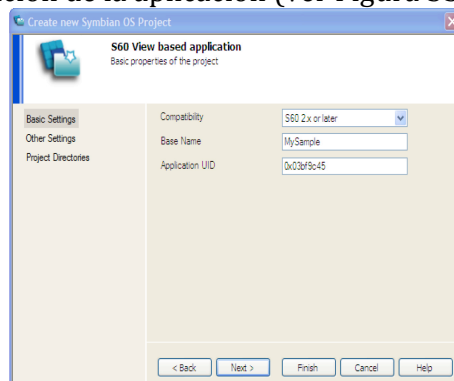 Create new Symbian OS Project
S60 View based application
Basic properties of the project
Basic Settings
Other Settings
Project Directories
Compatibility
S60 2.x or later
Base Name
MySample
Application UID
0x03bf9c45
< Back
Next >
Finish
Cancel
Help